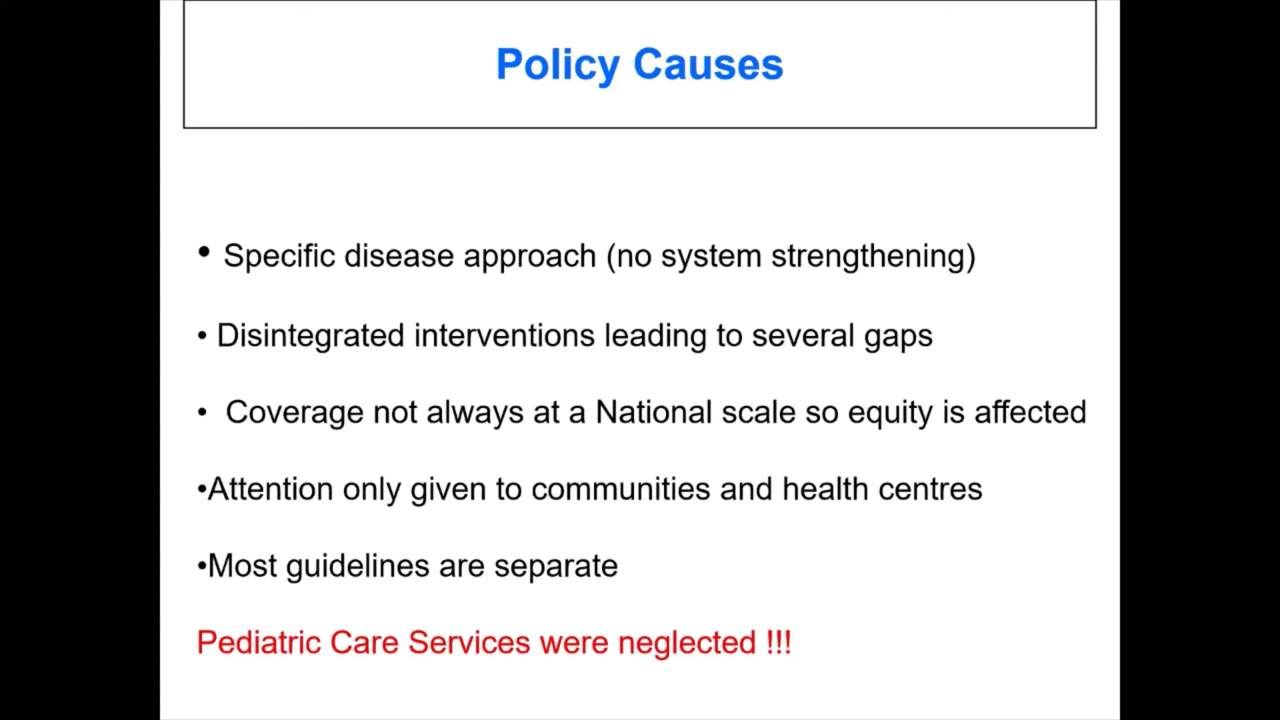 Policy Causes
• Specific disease approach (no system strengthening)
• Disintegrated interventions leading to several gaps
• Coverage not always at a National scale so equity is affected
•Attention only given to communities and health centres
•Most guidelines are separate
Pediatric Care Services were neglected !!!